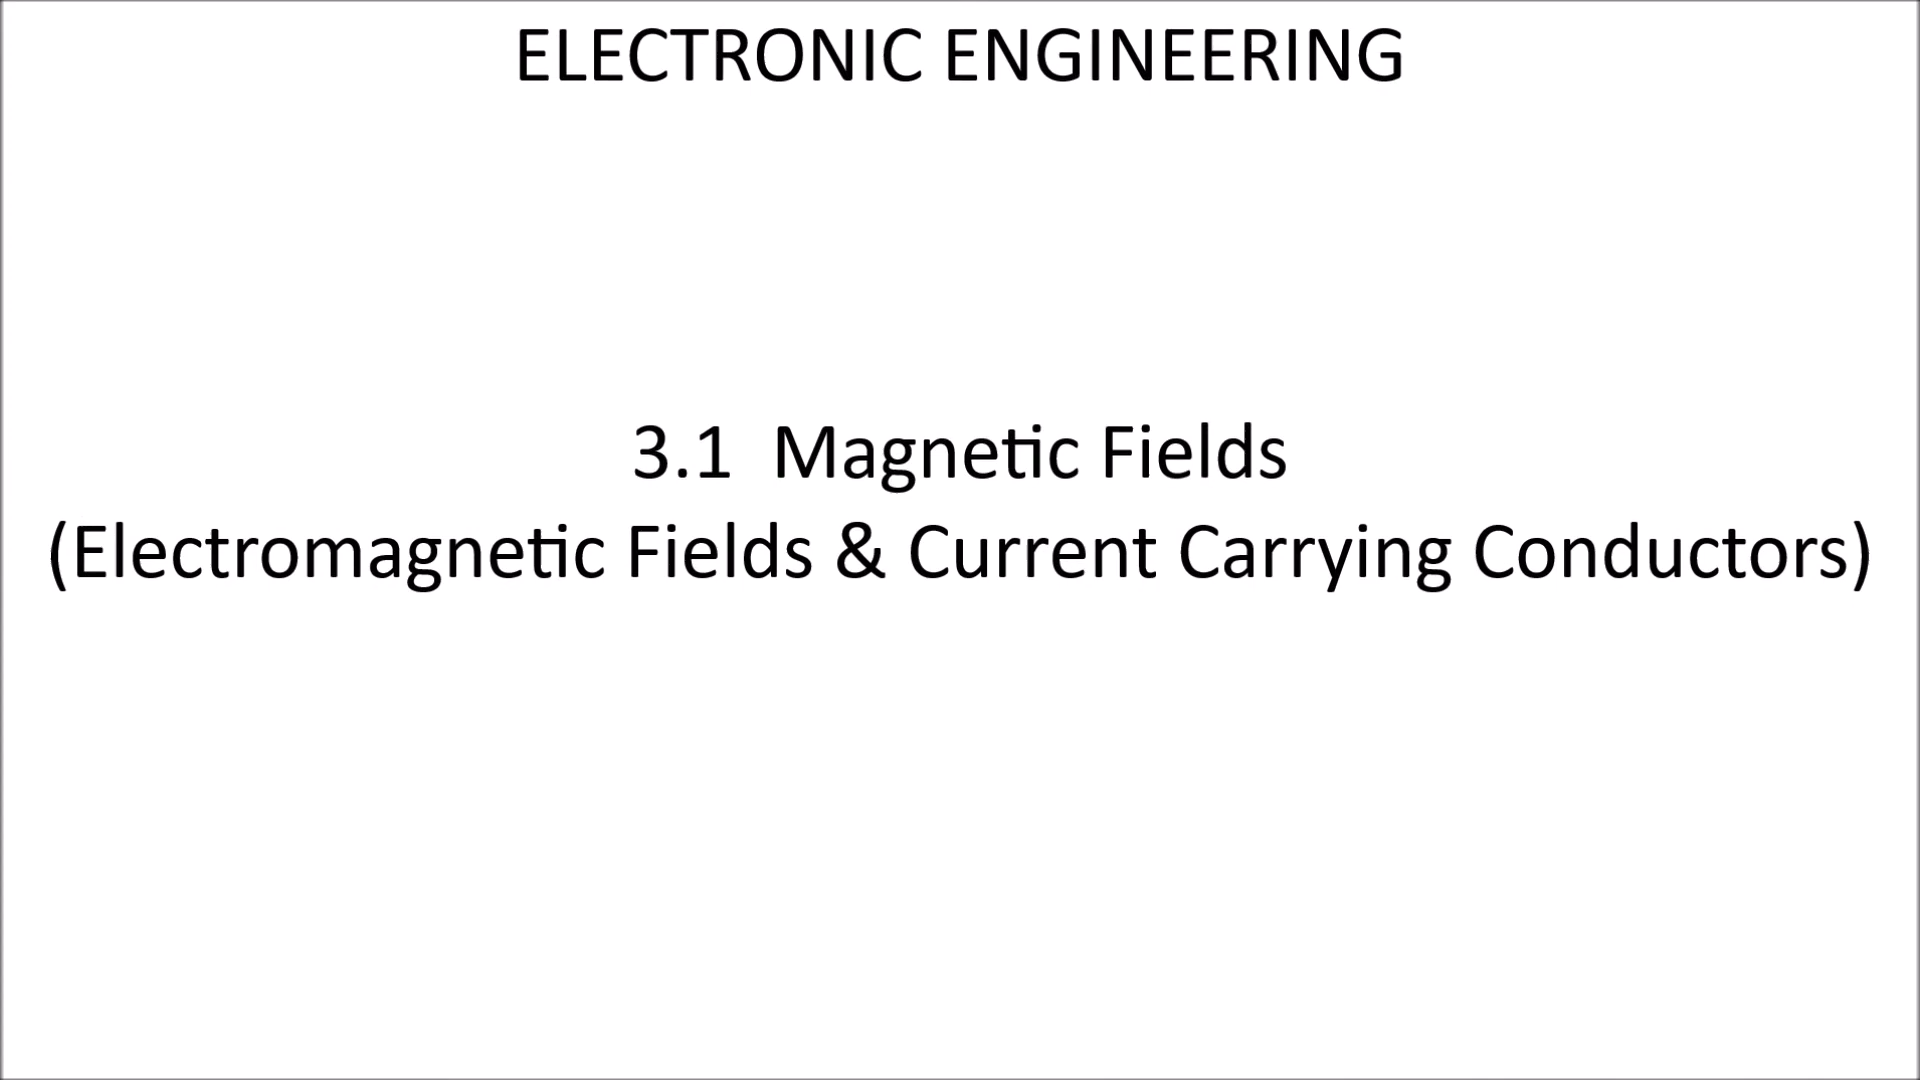 ELECTRONIC ENGINEERING
3.1  Magnetic Fields
(Electromagnetic Fields & Current Carrying Conductors)